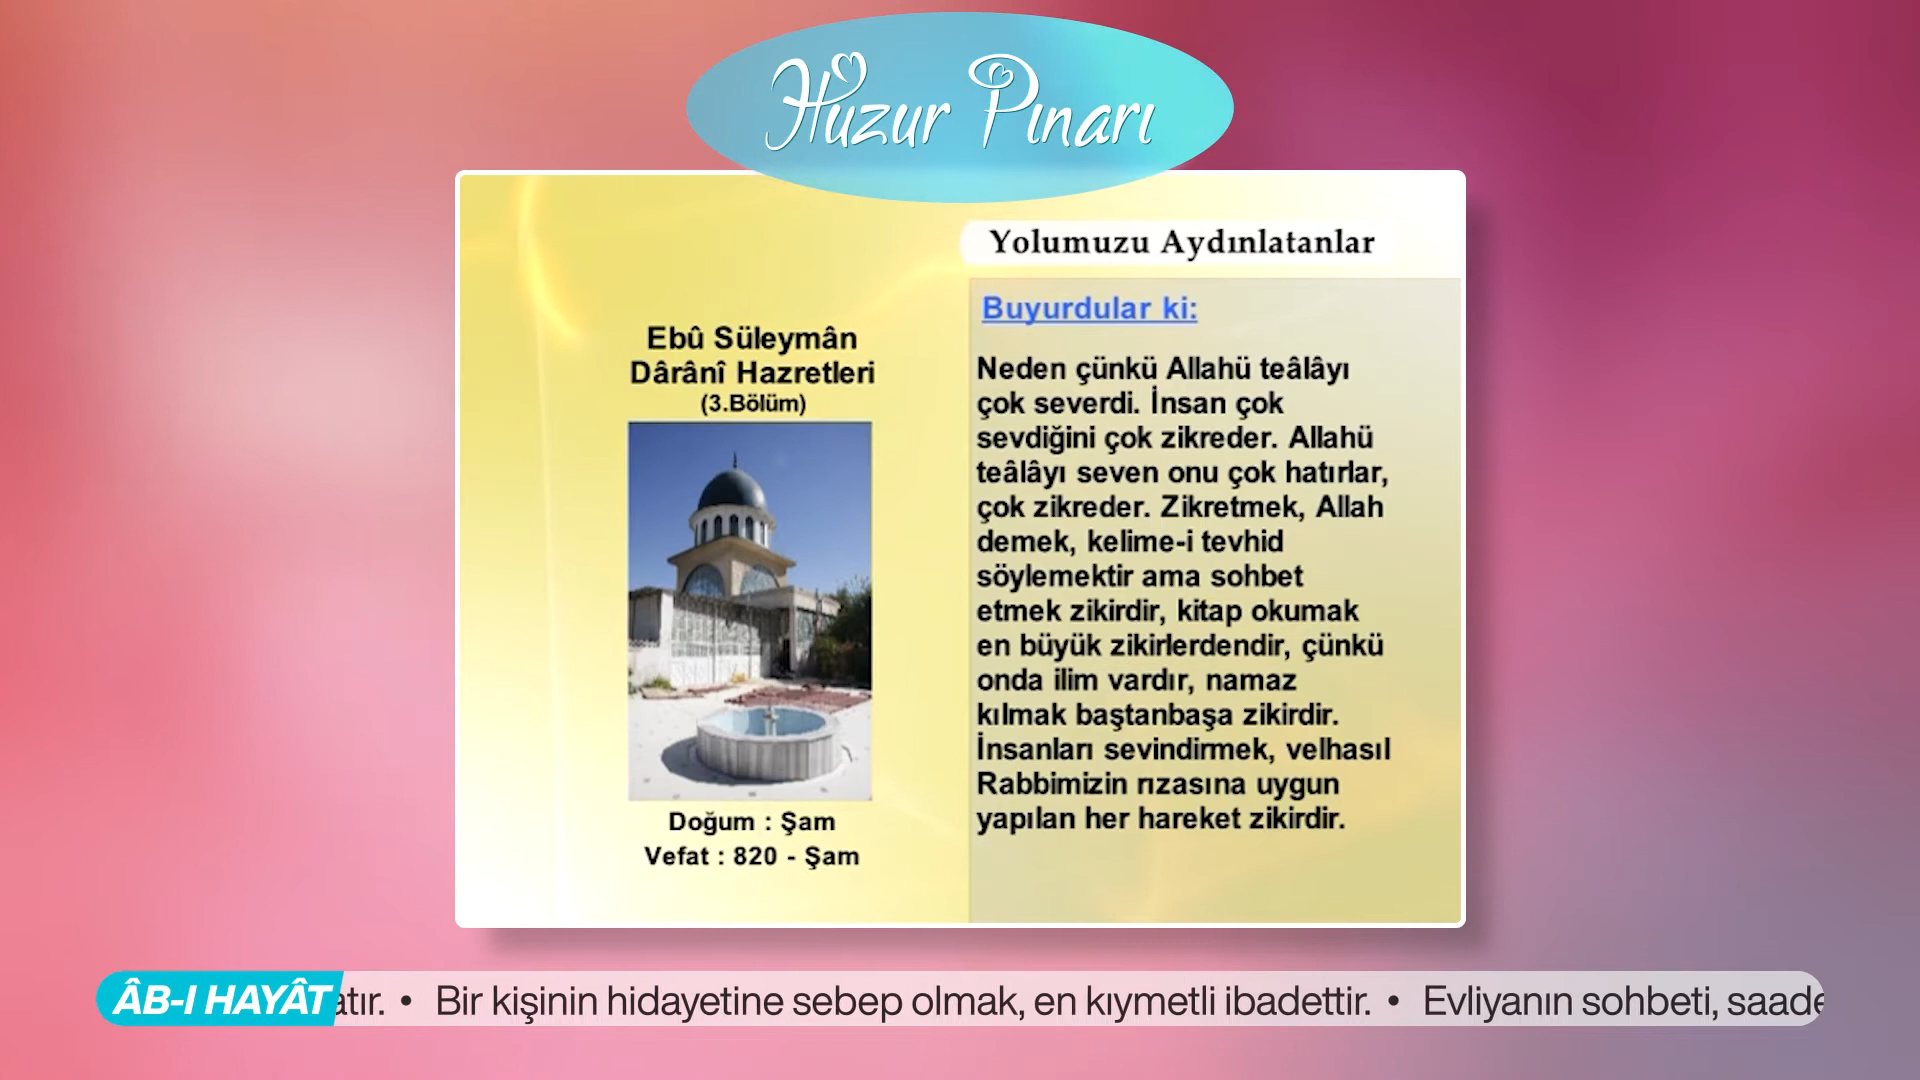 Huzur Pınarı
Yolumuzu Aydınlatanlar
Ebû Süleymân
Dârânî Hazretleri
(3.Bölüm)
Doğum : Şam
Vefat : 820 - Şam
Buyurdular ki:
Neden çünkü Allahü teâlâyı
çok severdi. İnsan çok
sevdiğini çok zikreder. Allahü
teâlâyı seven onu çok hatırlar,
çok zikreder. Zikretmek, Allah
demek, kelime-i tevhid
söylemektir ama sohbet
etmek zikirdir, kitap okumak
en büyük zikirlerdendir, çünkü
onda ilim vardır, namaz
kılmak baştanbaşa zikirdir.
İnsanları sevindirmek, velhasıl
Rabbimizin rızasına uygun
yapılan her hareket zikirdir.
ÂB-I HAYÂT
Bir kişinin hidayetine sebep olmak, en kıymetli ibadettir. • Evliyanın sohbeti,